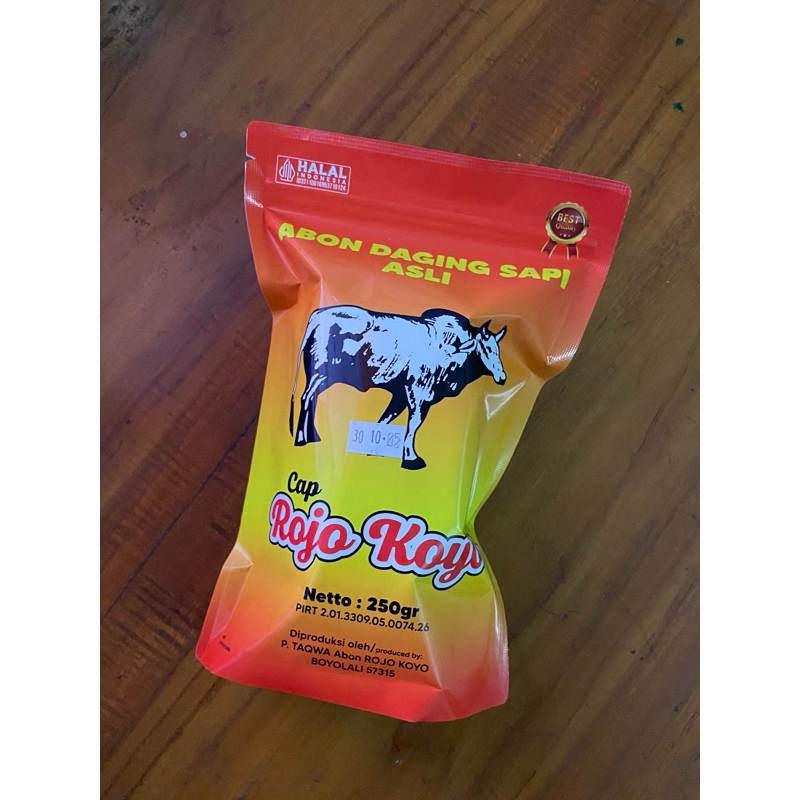 HALAL
INDONESIA
BEST
Quality
ABON DAGING SAPI
ASLI
30 10•25
Cap
Rojo Koyo
Netto : 250gr
PIRT 2.01.3309.05.0074.26
Diproduksi oleh/produced by:
P. TAQWA Abon ROJO KOYO
BOYOLALI 57315